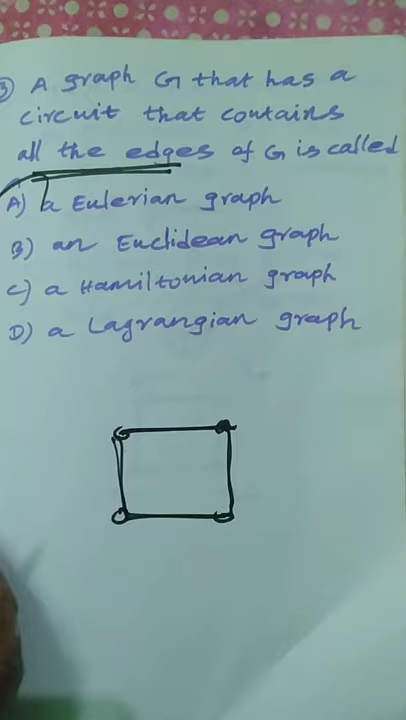 3) A graph G that has a
circuit that contains
all the edges of G is called
A) a Eulerian graph
B) an Euclidean graph
C) a Hamiltonian graph
D) a Lagrangian graph